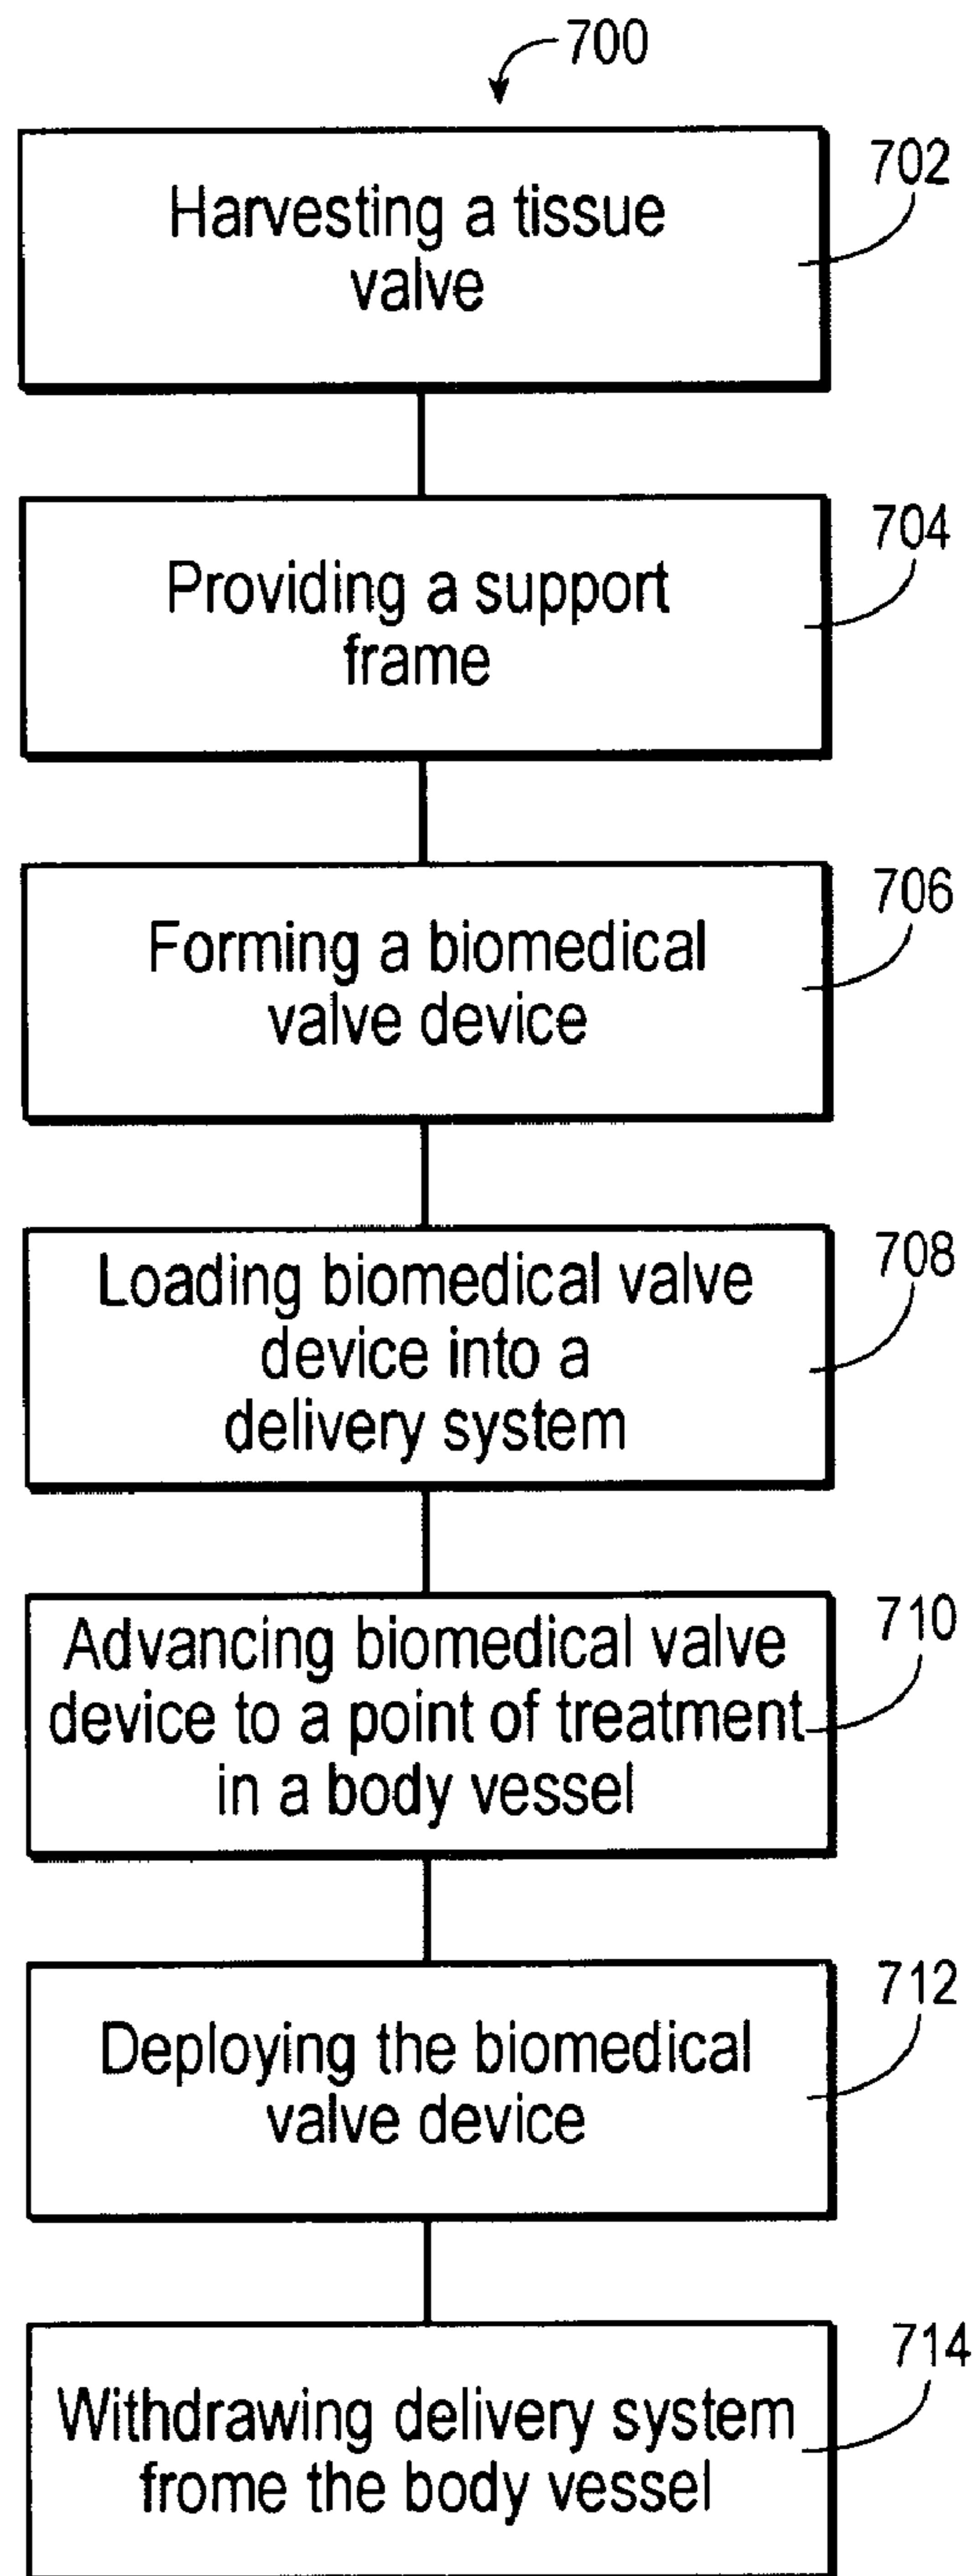 700
Harvesting a tissue
valve
702
Providing a support
frame
704
Forming a biomedical
valve device
706
Loading biomedical valve
device into a
delivery system
708
Advancing biomedical valve
device to a point of treatment
in a body vessel
710
Deploying the biomedical
valve device
712
Withdrawing delivery system
frome the body vessel
714